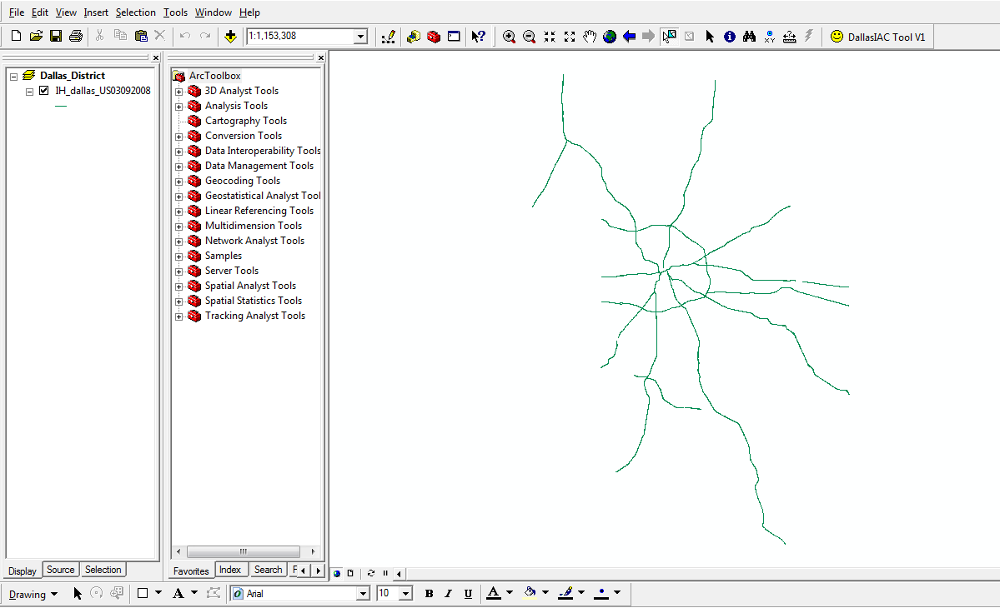 File Edit View Insert Selection Tools Window Help
1:1,153,308
DallasIAC Tool V1
Dallas_District
IH_dallas_US03092008
ArcToolbox
3D Analyst Tools
Analysis Tools
Cartography Tools
Conversion Tools
Data Interoperability Tools
Data Management Tools
Geocoding Tools
Geostatistical Analyst Tool
Linear Referencing Tools
Multidimension Tools
Network Analyst Tools
Samples
Server Tools
Spatial Analyst Tools
Spatial Statistics Tools
Tracking Analyst Tools
Display Source Selection
Favorites Index Search F
Drawing A Arial 10 B I U A